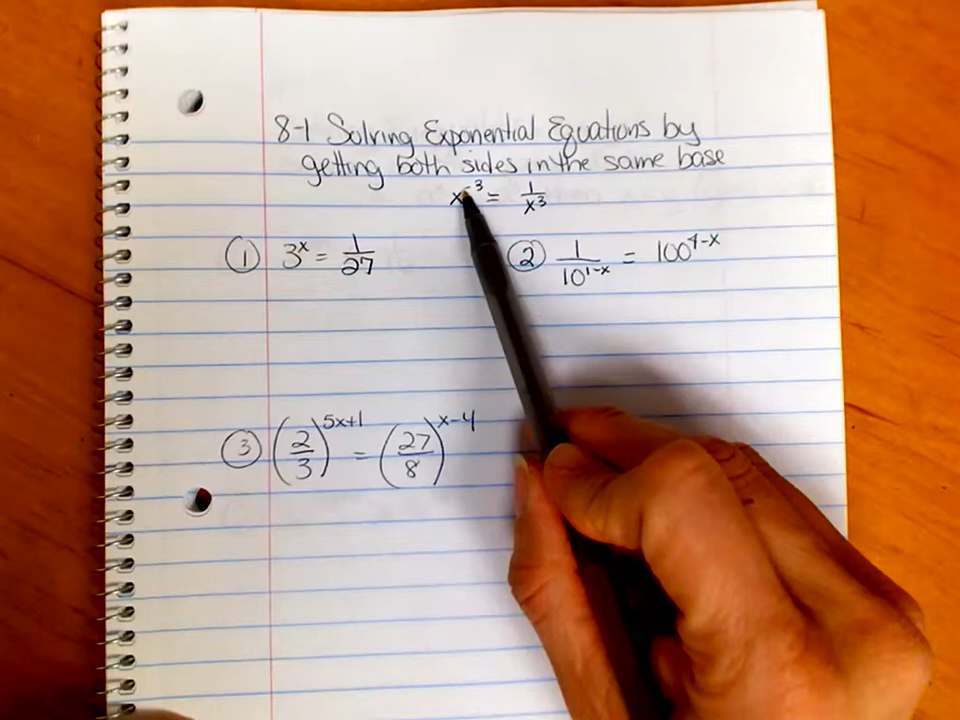 8-1 Solving Exponential Equations by
getting both sides in the same base
x⁻³ = 1/x³
① 3ˣ = 1/27
② 1/10¹⁻ˣ = 100⁴⁻ˣ
③ (2/3)⁵ˣ⁺¹ = (27/8)ˣ⁻⁴